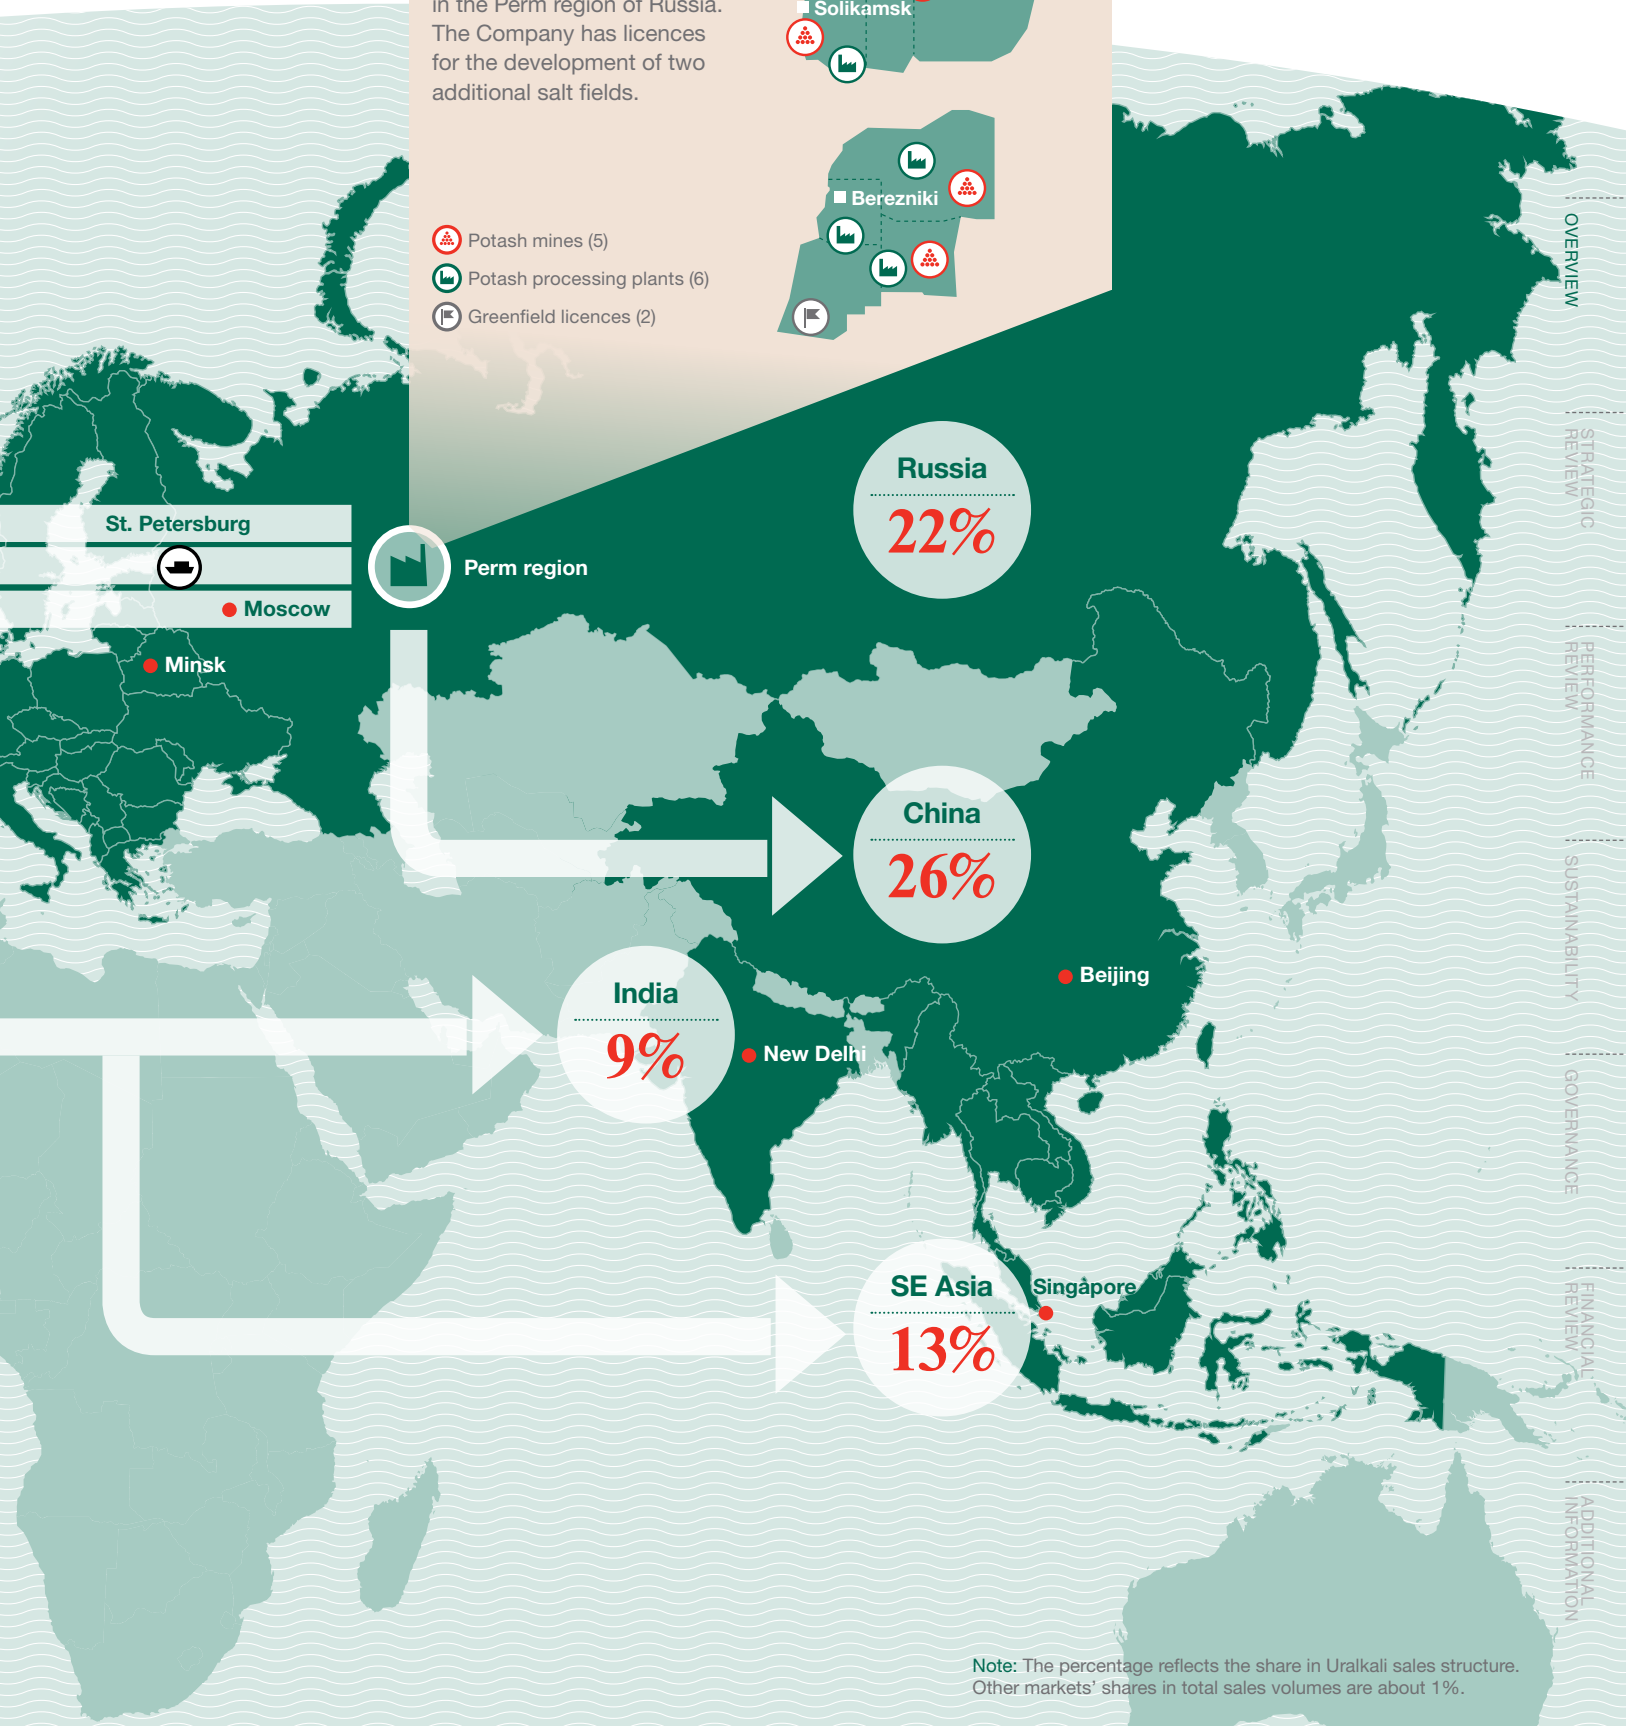 in the Perm region of Russia.
The Company has licences
for the development of two
additional salt fields.
Solikamsk
Berezniki
Potash mines (5)
Potash processing plants (6)
Greenfield licences (2)
Russia
22%
St. Petersburg
Moscow
Perm region
Minsk
China
26%
Beijing
India
9%
New Delhi
SE Asia
13%
Singapore
OVERVIEW
STRATEGIC
REVIEW
PERFORMANCE
REVIEW
SUSTAINABILITY
GOVERNANCE
FINANCIAL
REVIEW
ADDITIONAL
INFORMATION
Note: The percentage reflects the share in Uralkali sales structure.
Other markets’ shares in total sales volumes are about 1%.